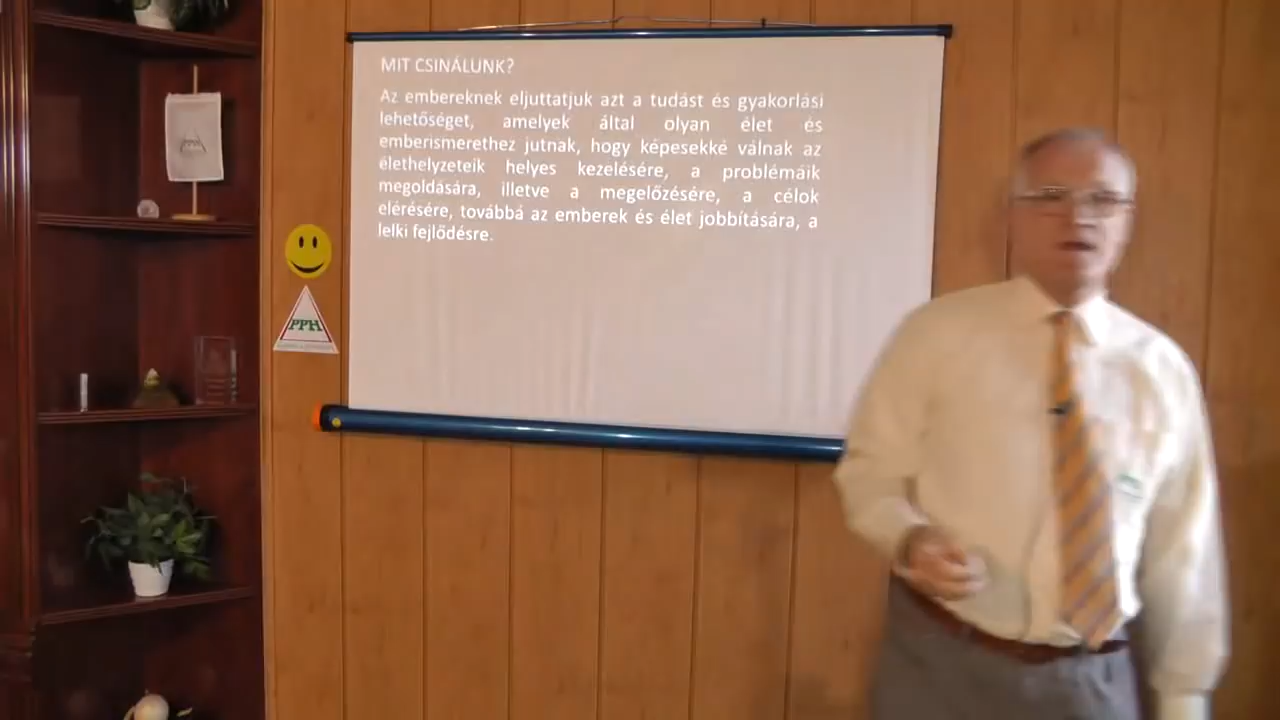 MIT CSINÁLUNK?
Az embereknek eljuttatjuk azt a tudást és gyakorlási
lehetőséget, amelyek által olyan élet és
emberismerethez jutnak, hogy képesekké válnak az
élethelyzeteik helyes kezelésére, a problémáik
megoldására, illetve a megelőzésére, a célok
elérésére, továbbá az emberek és élet jobbítására, a
lelki fejlődésre.
PPH